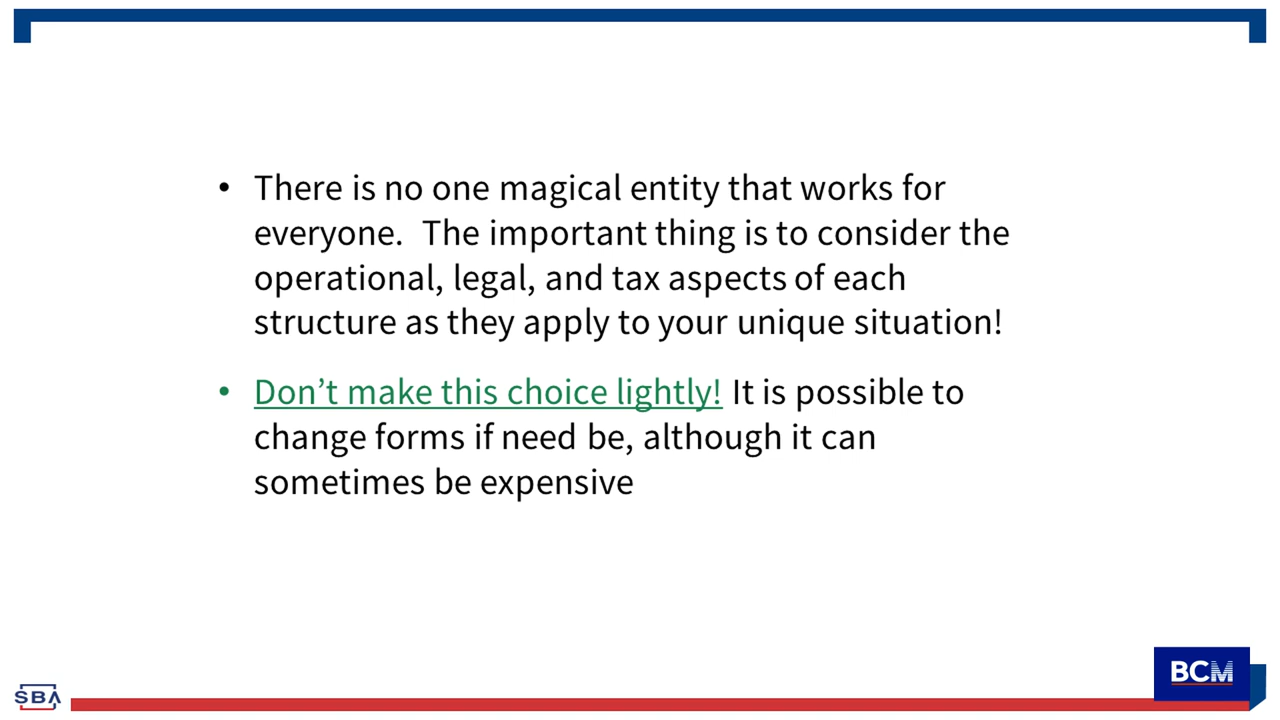 • There is no one magical entity that works for
everyone.  The important thing is to consider the
operational, legal, and tax aspects of each
structure as they apply to your unique situation!
• Don’t make this choice lightly! It is possible to
change forms if need be, although it can
sometimes be expensive
SBA
BCM